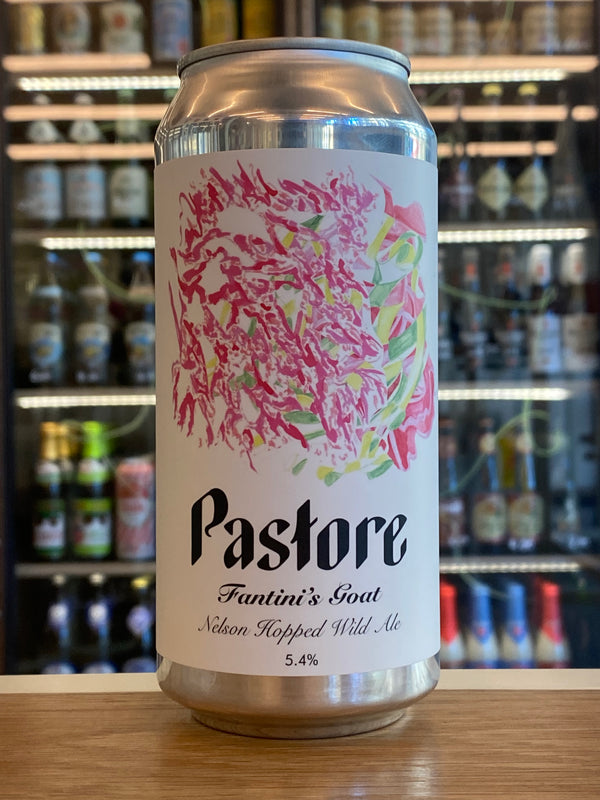 Pastore
Fantini's Goat
Nelson Hopped Wild Ale
5.4%